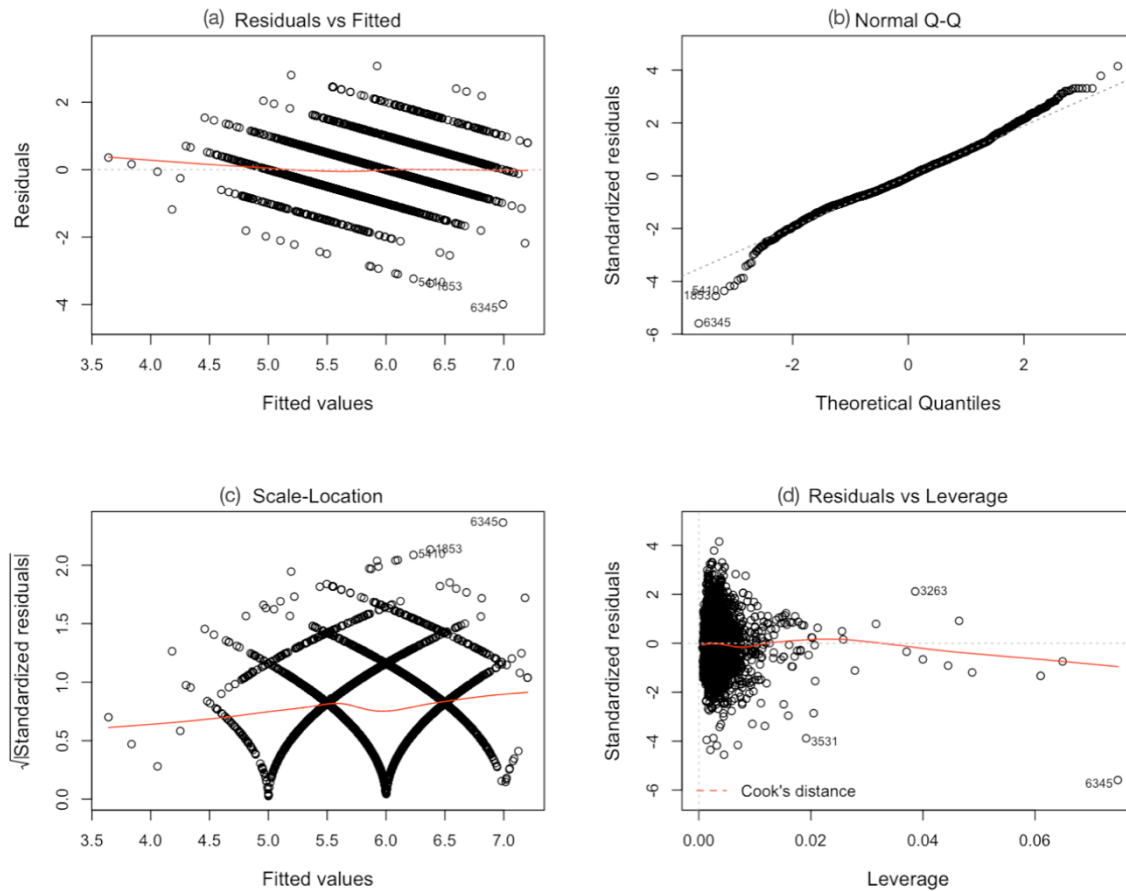 (a) Residuals vs Fitted
Residuals
2
0
-2
-4
5410
1853
6345
3.5 4.0 4.5 5.0 5.5 6.0 6.5 7.0
Fitted values
(b) Normal Q-Q
Standardized residuals
4
2
0
-2
-4
-6
5410
1853
6345
-2 0 2
Theoretical Quantiles
(c) Scale-Location
√|Standardized residuals|
2.0
1.5
1.0
0.5
0.0
6345
1853
5410
3.5 4.0 4.5 5.0 5.5 6.0 6.5 7.0
Fitted values
(d) Residuals vs Leverage
Standardized residuals
4
2
0
-2
-4
-6
3263
3531
6345
Cook's distance
0.00 0.02 0.04 0.06
Leverage